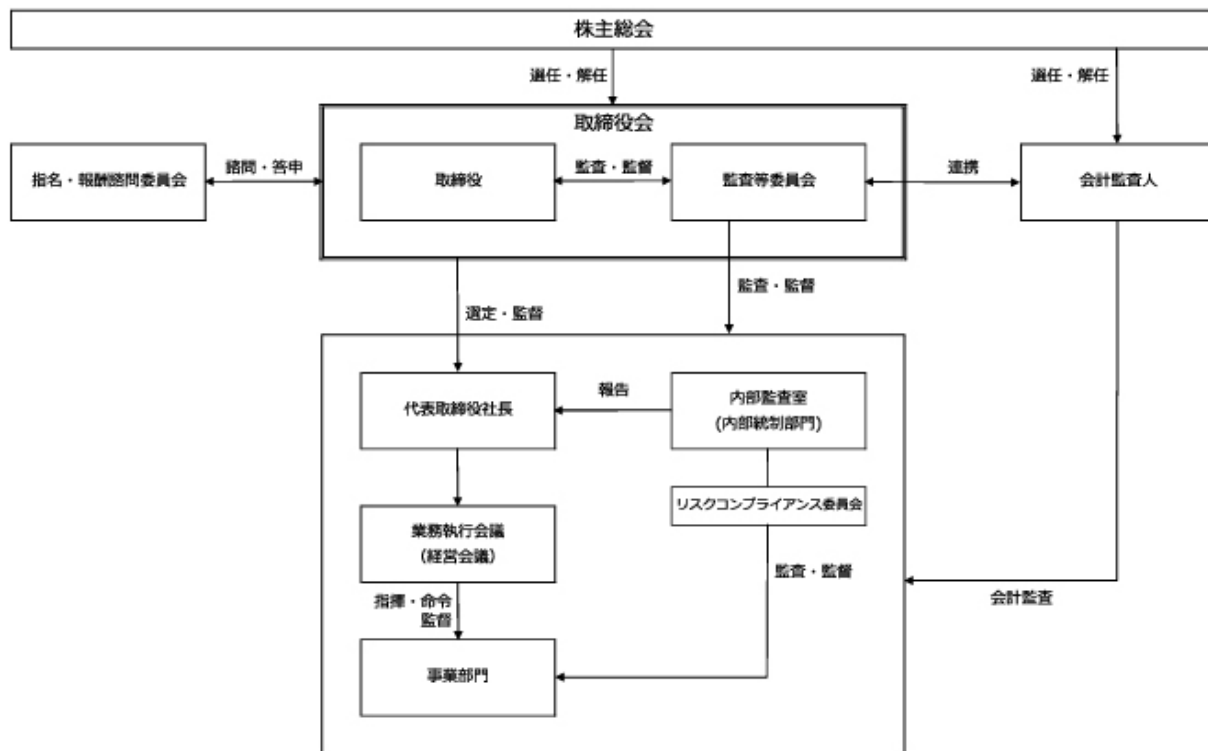 株主総会
選任・解任
選任・解任
取締役会
指名・報酬諮問委員会
諮問・答申
取締役
監査・監督
監査等委員会
連携
会計監査人
監査・監督
選定・監督
代表取締役社長
報告
内部監査室
(内部統制部門)
リスクコンプライアンス委員会
業務執行会議
(経営会議)
監査・監督
会計監査
指揮・命令
監督
事業部門